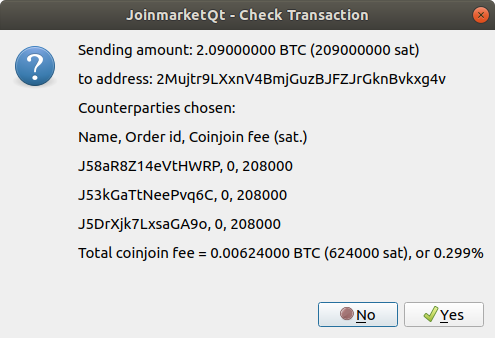 JoinmarketQt - Check Transaction
Sending amount: 2.09000000 BTC (209000000 sat)
to address: 2Mujtr9LXxnV4BmjGuzBJFZJrGknBvkxg4v
Counterparties chosen:
Name, Order id, Coinjoin fee (sat.)
J58aR8Z14eVtHWRP, 0, 208000
J53kGaTtNeePvq6C, 0, 208000
J5DrXjk7LxsaGA9o, 0, 208000
Total coinjoin fee = 0.00624000 BTC (624000 sat), or 0.299%
No Yes